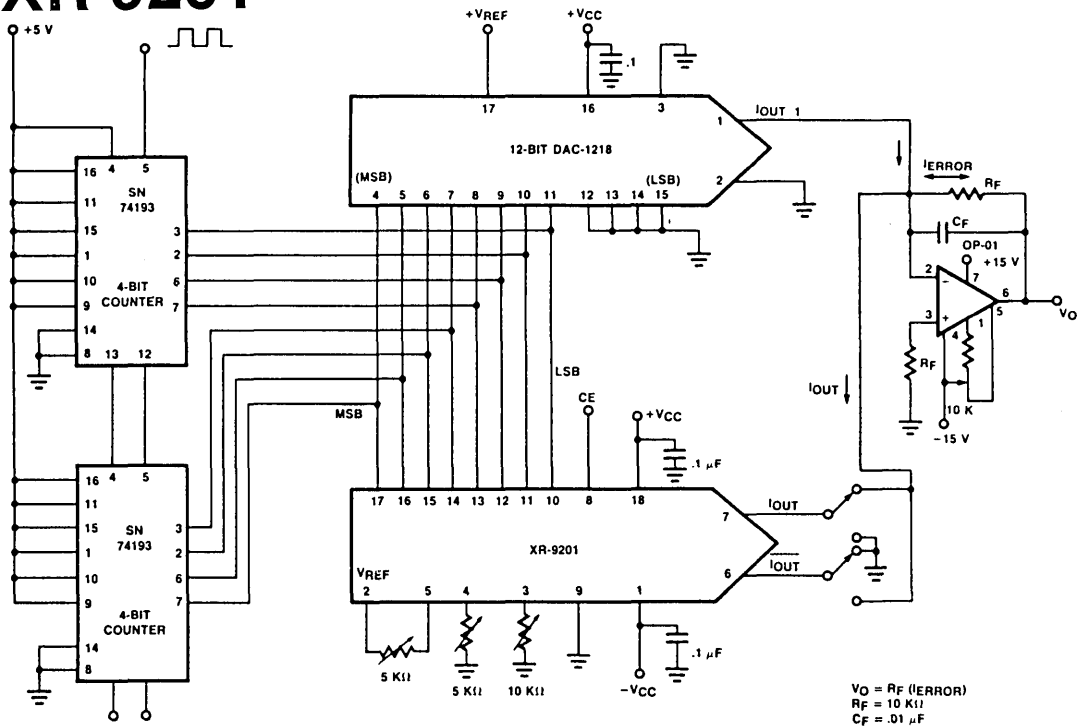 XR-9201
+5 V
+VREF
+VCC
.1
17
16
3
12-BIT DAC-1218
1
IOUT 1
2
(MSB)
4 5 6 7 8 9 10 11 12 13 14 15
(LSB)
4 5
16
11
15
1
10
9
14
8
SN
74193
4-BIT
COUNTER
3
2
6
7
13 12
IERROR
RF
CF
OP-01
+15 V
2
−
7
6
VO
3
+
4
1
5
RF
10 K
−15 V
IOUT
LSB
MSB
CE
+VCC
.1 µF
4 5
16
11
15
1
10
9
14
8
SN
74193
4-BIT
COUNTER
3
2
6
7
17 16 15 14 13 12 11 10 8 18
XR-9201
7
IOUT
6
IOUT
VREF
2 5 4 3 9 1
5 KΩ
5 KΩ
10 KΩ
.1 µF
−VCC
VO = RF (IERROR)
RF = 10 KΩ
CF = .01 µF